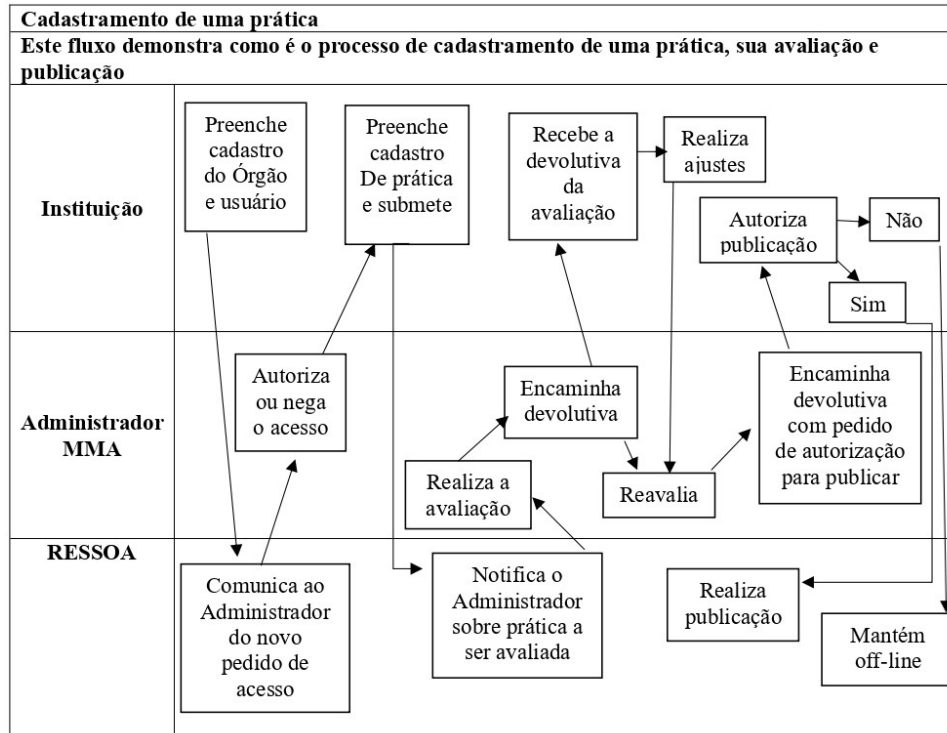 Cadastramento de uma prática
Este fluxo demonstra como é o processo de cadastramento de uma prática, sua avaliação e
publicação
Instituição
Preenche
cadastro
do Órgão
e usuário
Preenche
cadastro
De prática
e submete
Recebe a
devolutiva
da
avaliação
Realiza
ajustes
Autoriza
publicação
Não
Sim
Administrador
MMA
Autoriza
ou nega
o acesso
Realiza a
avaliação
Encaminha
devolutiva
Reavalia
Encaminha
devolutiva
com pedido
de autorização
para publicar
RESSOA
Comunica ao
Administrador
do novo
pedido de
acesso
Notifica o
Administrador
sobre prática a
ser avaliada
Realiza
publicação
Mantém
off-line